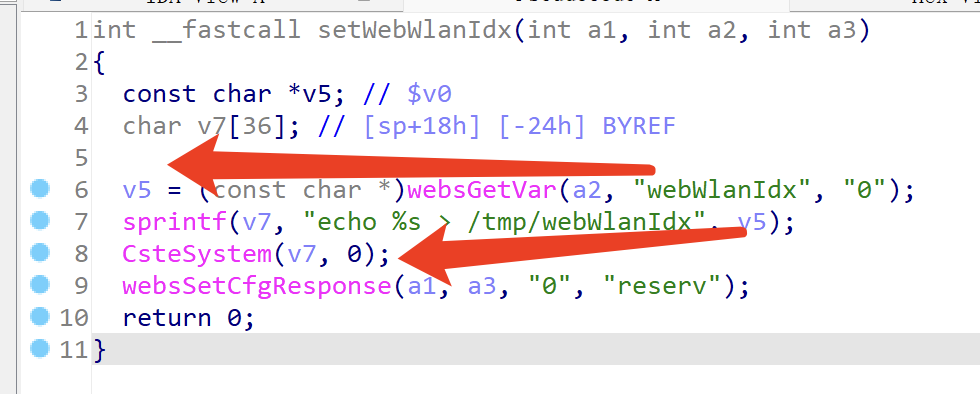 1 int __fastcall setWebWlanIdx(int a1, int a2, int a3)
2 {
3 const char *v5; // $v0
4 char v7[36]; // [sp+18h] [-24h] BYREF
5
6 v5 = (const char *)websGetVar(a2, "webWlanIdx", "0");
7 sprintf(v7, "echo %s > /tmp/webWlanIdx", v5);
8 CsteSystem(v7, 0);
9 websSetCfgResponse(a1, a3, "0", "reserv");
10 return 0;
11 }